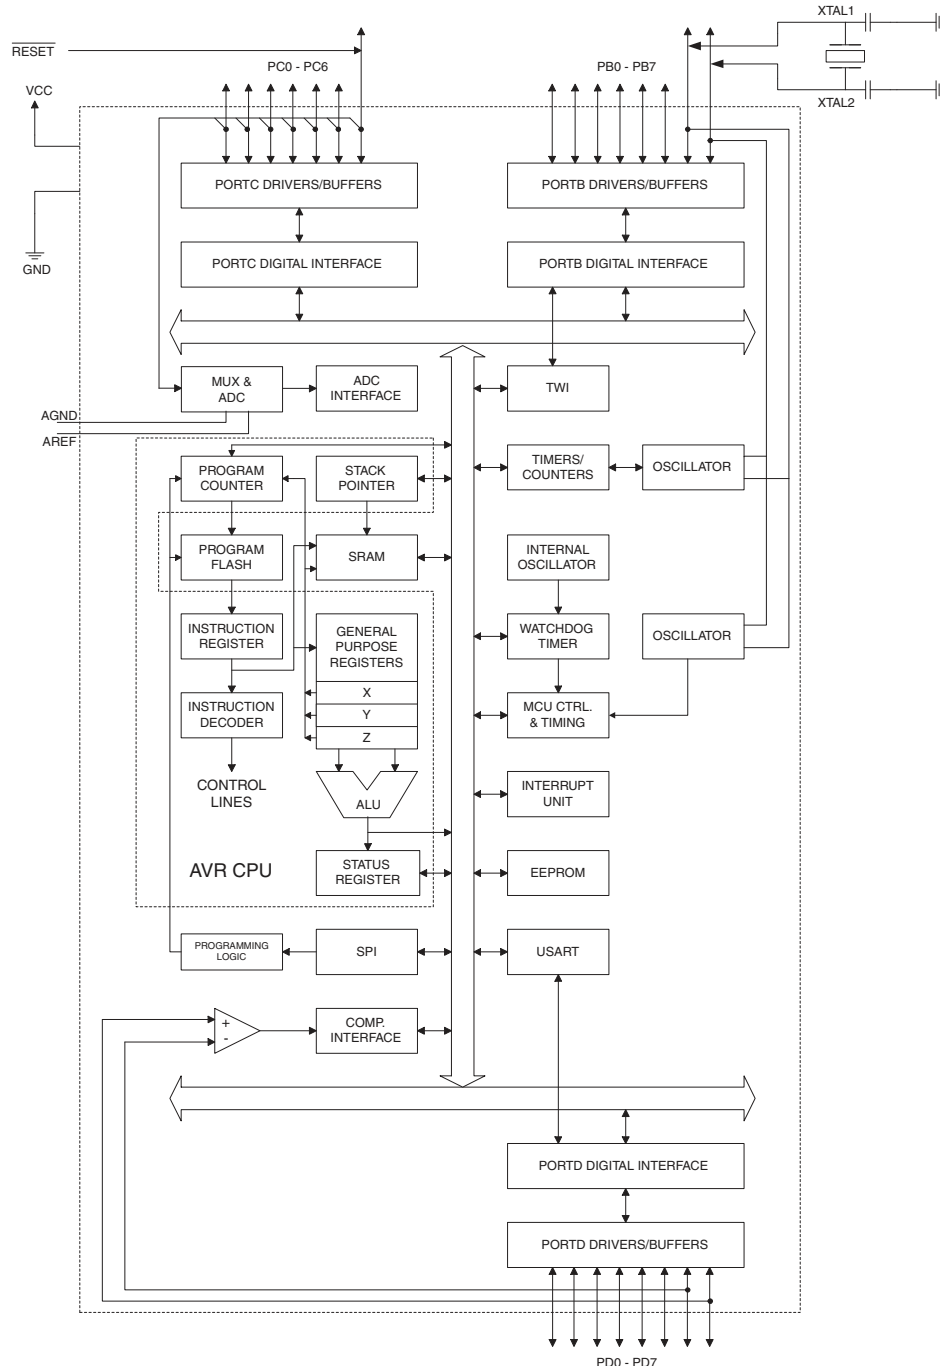 XTAL1
RESET
PC0 - PC6
PB0 - PB7
VCC
XTAL2
PORTC DRIVERS/BUFFERS
PORTB DRIVERS/BUFFERS
PORTC DIGITAL INTERFACE
PORTB DIGITAL INTERFACE
GND
MUX &
ADC
ADC
INTERFACE
TWI
AGND
AREF
PROGRAM
COUNTER
STACK
POINTER
TIMERS/
COUNTERS
OSCILLATOR
PROGRAM
FLASH
SRAM
INTERNAL
OSCILLATOR
INSTRUCTION
REGISTER
GENERAL
PURPOSE
REGISTERS
WATCHDOG
TIMER
OSCILLATOR
X
INSTRUCTION
DECODER
Y
MCU CTRL.
& TIMING
Z
CONTROL
LINES
ALU
INTERRUPT
UNIT
AVR CPU
STATUS
REGISTER
EEPROM
PROGRAMMING
LOGIC
SPI
USART
+
-
COMP.
INTERFACE
PORTD DIGITAL INTERFACE
PORTD DRIVERS/BUFFERS
PD0 - PD7